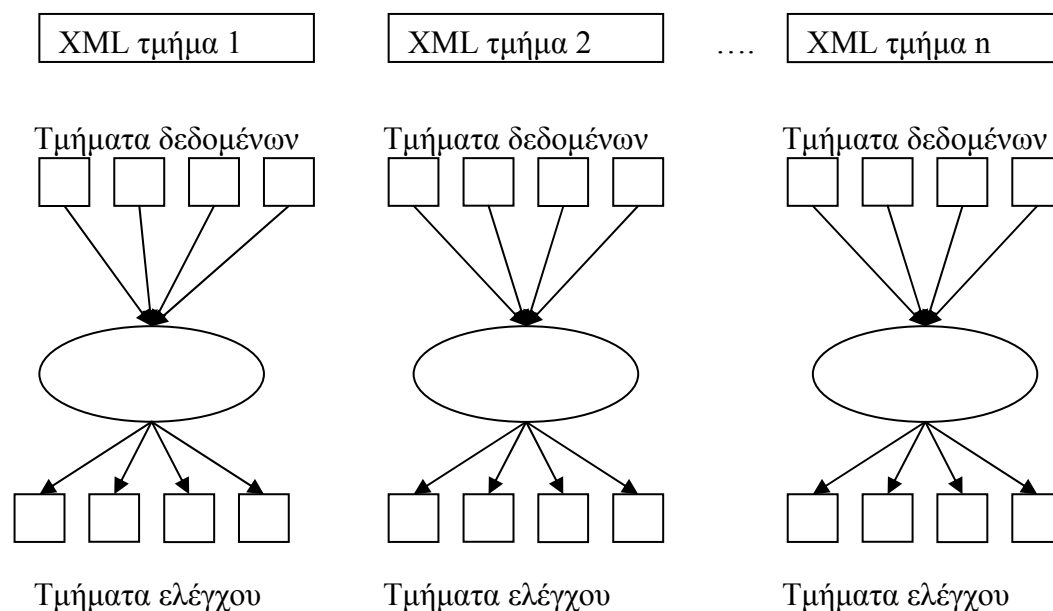 XML τμήμα 1 XML τμήμα 2 …. XML τμήμα n
Τμήματα δεδομένων Τμήματα δεδομένων Τμήματα δεδομένων
Τμήματα ελέγχου Τμήματα ελέγχου Τμήματα ελέγχου